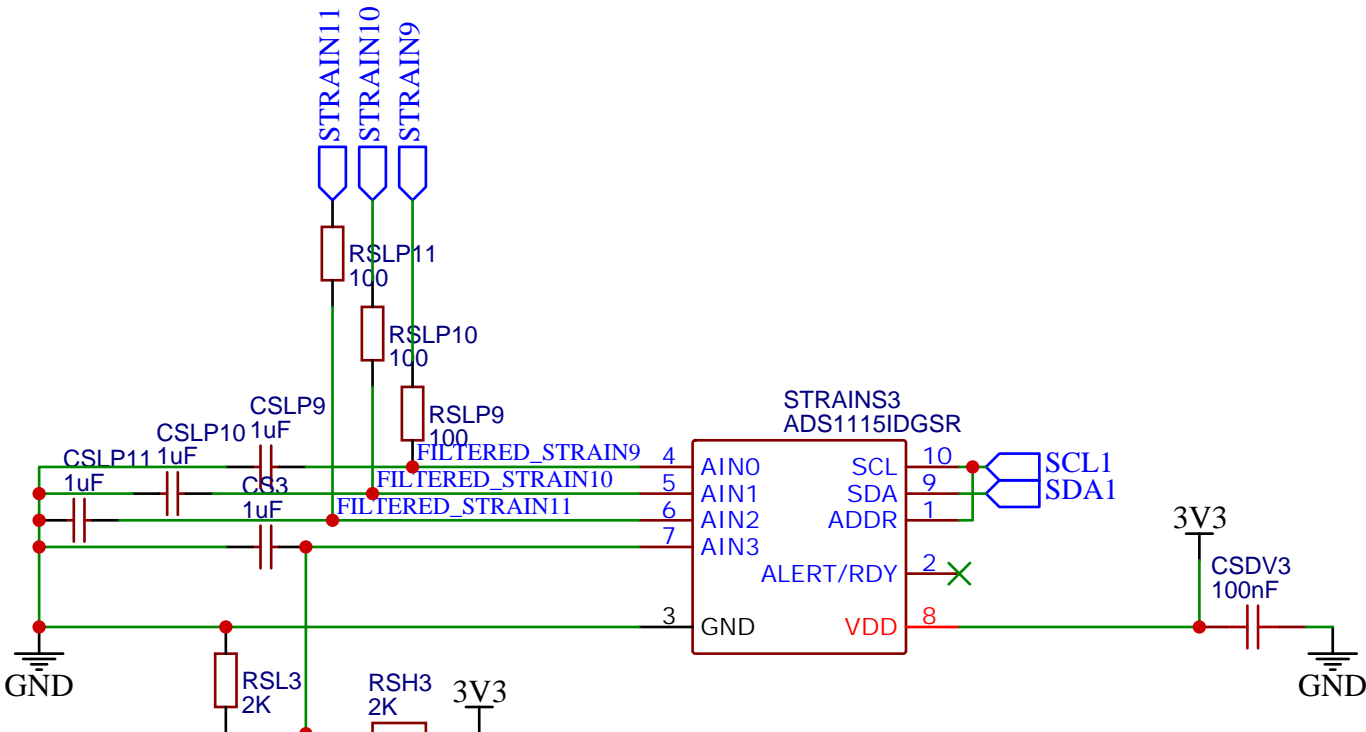 STRAIN11
STRAIN10
STRAIN9
RSLP11
100
RSLP10
100
RSLP9
100
CSLP9
1uF
CSLP10
1uF
CSLP11
1uF
CS3
1uF
FILTERED_STRAIN9
FILTERED_STRAIN10
FILTERED_STRAIN11
STRAINS3
ADS1115IDGSR
4 AIN0
5 AIN1
6 AIN2
7 AIN3
3 GND
SCL 10
SDA 9
ADDR 1
ALERT/RDY 2
VDD 8
SCL1
SDA1
3V3
CSDV3
100nF
GND
GND
RSL3
2K
RSH3
2K
3V3